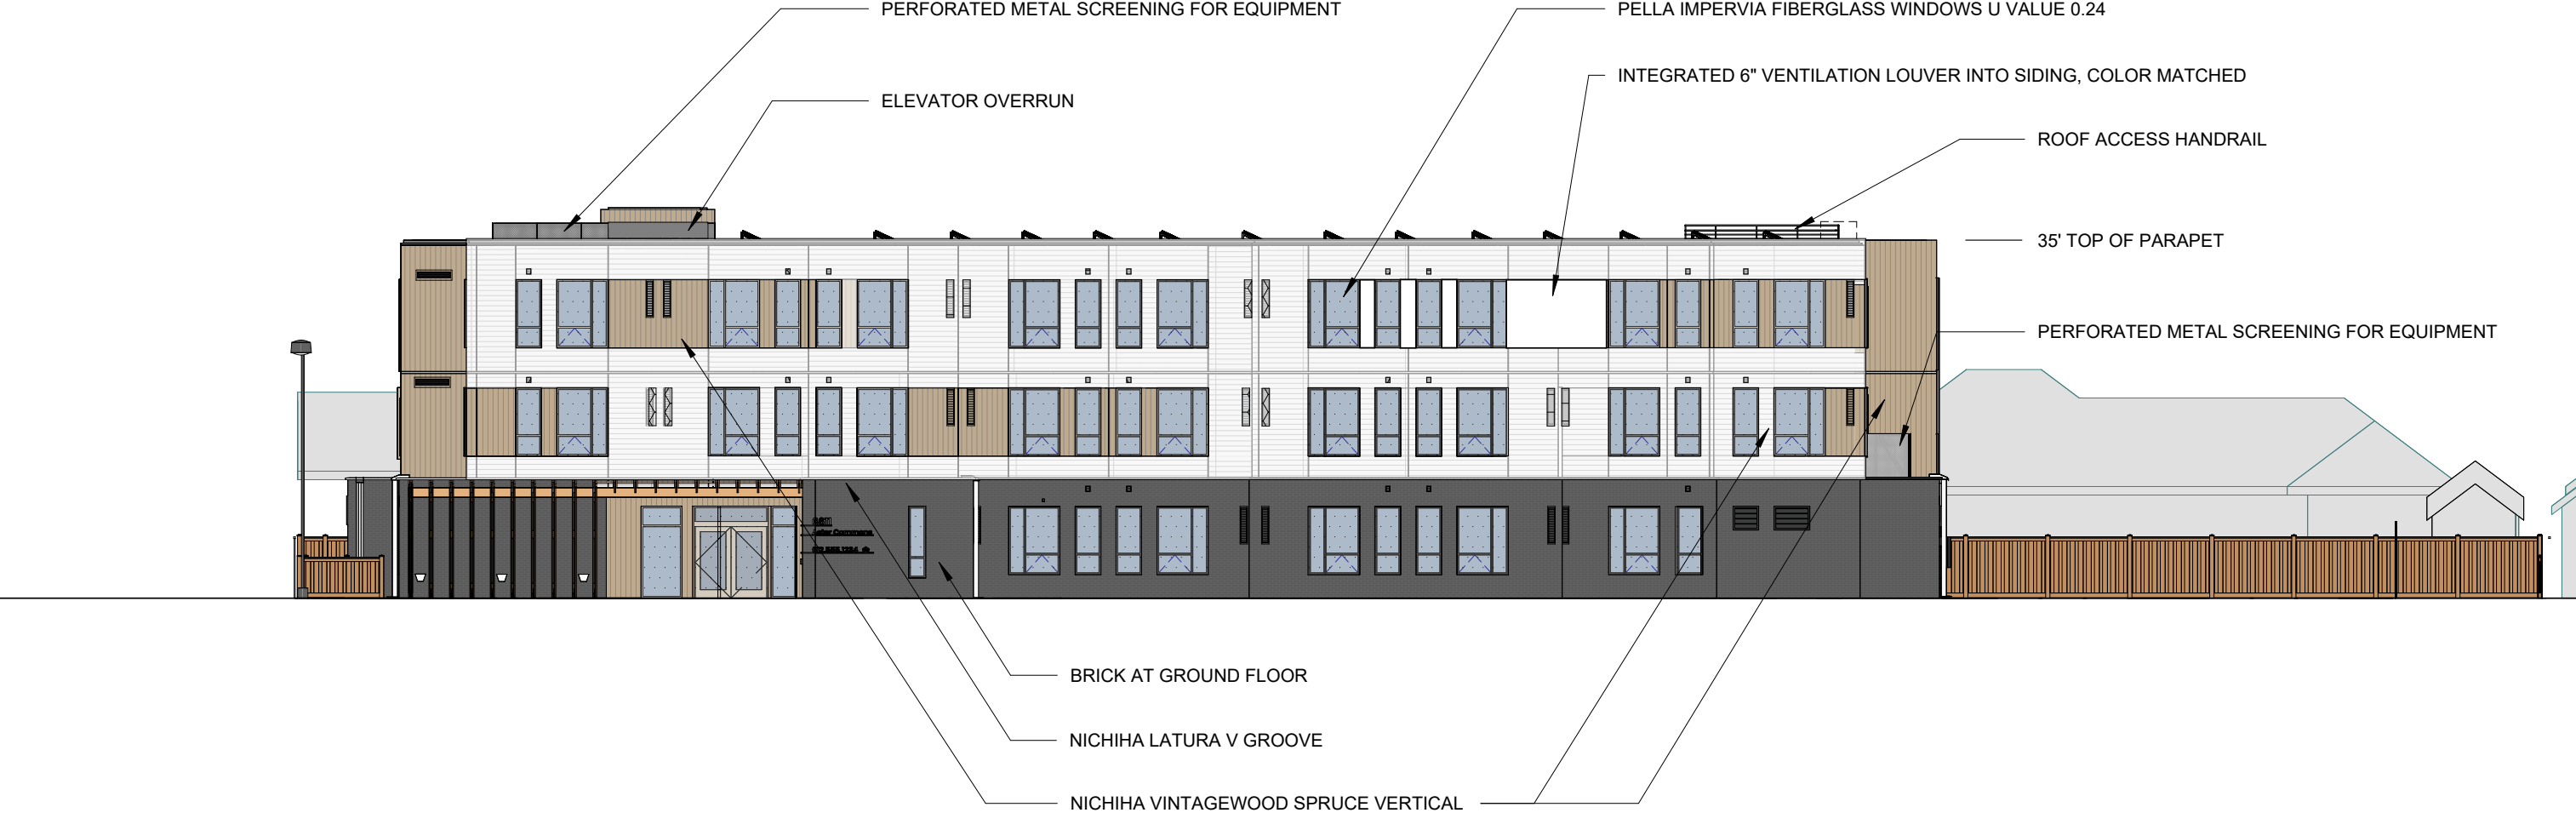 PERFORATED METAL SCREENING FOR EQUIPMENT
PELLA IMPERVIA FIBERGLASS WINDOWS U VALUE 0.24
INTEGRATED 6" VENTILATION LOUVER INTO SIDING, COLOR MATCHED
ELEVATOR OVERRUN
ROOF ACCESS HANDRAIL
35' TOP OF PARAPET
PERFORATED METAL SCREENING FOR EQUIPMENT
BRICK AT GROUND FLOOR
NICHIHA LATURA V GROOVE
NICHIHA VINTAGEWOOD SPRUCE VERTICAL